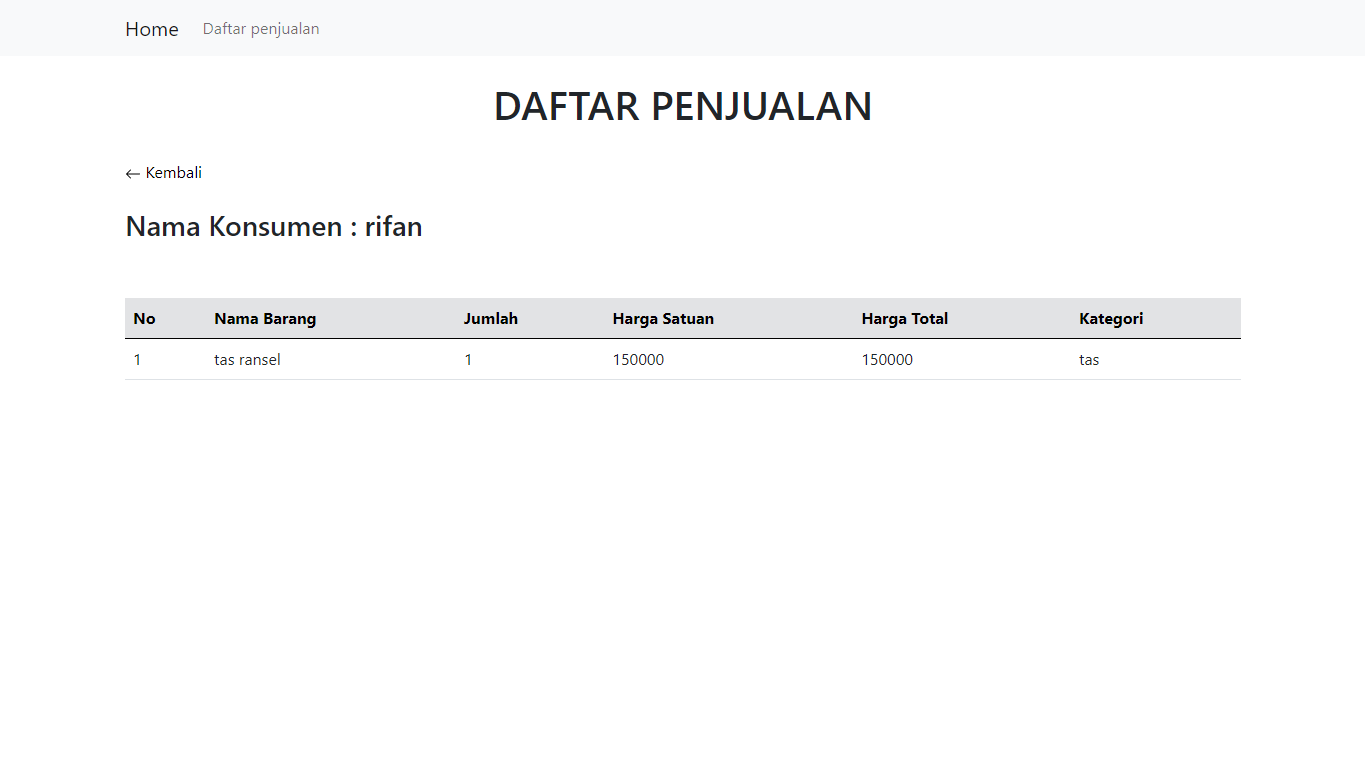 Home Daftar penjualan
DAFTAR PENJUALAN
← Kembali
Nama Konsumen : rifan
No Nama Barang Jumlah Harga Satuan Harga Total Kategori
1 tas ransel 1 150000 150000 tas